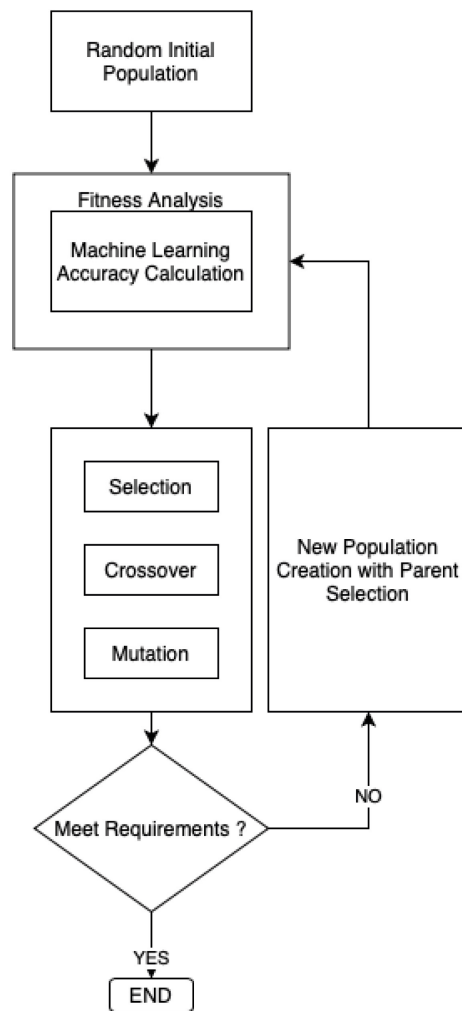 Random Initial
Population
Fitness Analysis
Machine Learning
Accuracy Calculation
Selection
Crossover
Mutation
New Population
Creation with Parent
Selection
Meet Requirements ?
NO
YES
END